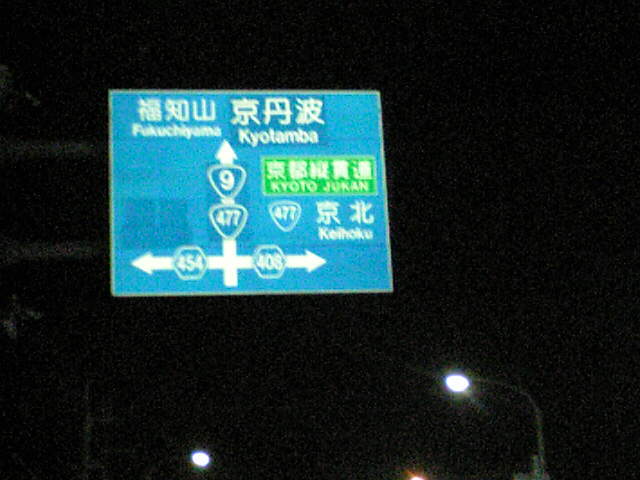 福知山 京丹波
Fukuchiyama Kyotamba
9
京都縦貫道
KYOTO JUKAN
477
477 京北
Keihoku
454 408